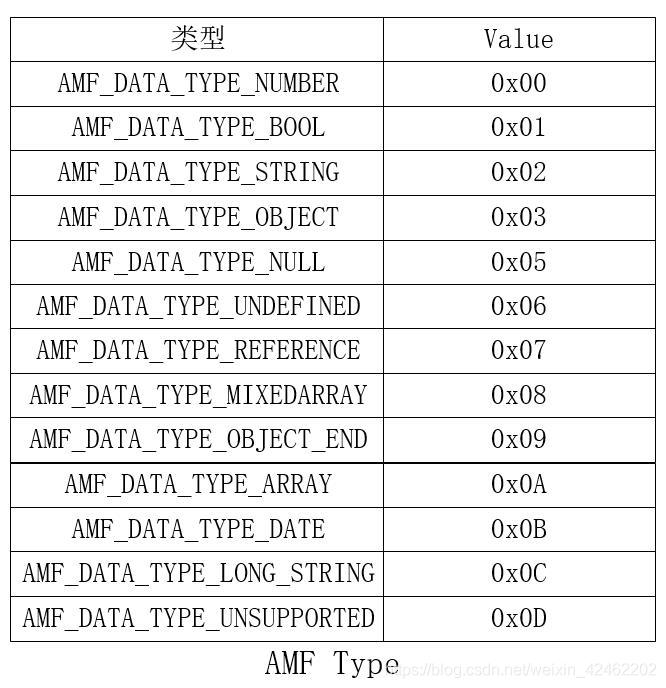 类型 Value
AMF_DATA_TYPE_NUMBER 0x00
AMF_DATA_TYPE_BOOL 0x01
AMF_DATA_TYPE_STRING 0x02
AMF_DATA_TYPE_OBJECT 0x03
AMF_DATA_TYPE_NULL 0x05
AMF_DATA_TYPE_UNDEFINED 0x06
AMF_DATA_TYPE_REFERENCE 0x07
AMF_DATA_TYPE_MIXEDARRAY 0x08
AMF_DATA_TYPE_OBJECT_END 0x09
AMF_DATA_TYPE_ARRAY 0x0A
AMF_DATA_TYPE_DATE 0x0B
AMF_DATA_TYPE_LONG_STRING 0x0C
AMF_DATA_TYPE_UNSUPPORTED 0x0D
AMF Type
https://blog.csdn.net/weixin_42462202